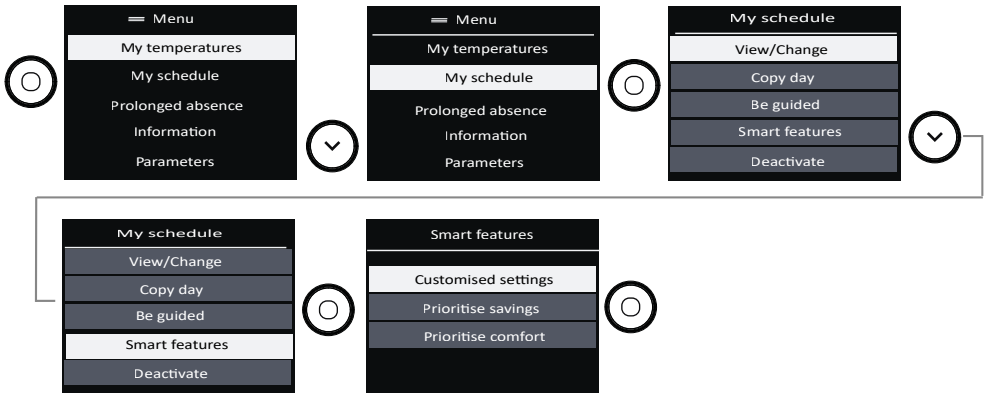 Menu
My temperatures
My schedule
Prolonged absence
Information
Parameters
Menu
My temperatures
My schedule
Prolonged absence
Information
Parameters
My schedule
View/Change
Copy day
Be guided
Smart features
Deactivate
My schedule
View/Change
Copy day
Be guided
Smart features
Deactivate
Smart features
Customised settings
Prioritise savings
Prioritise comfort